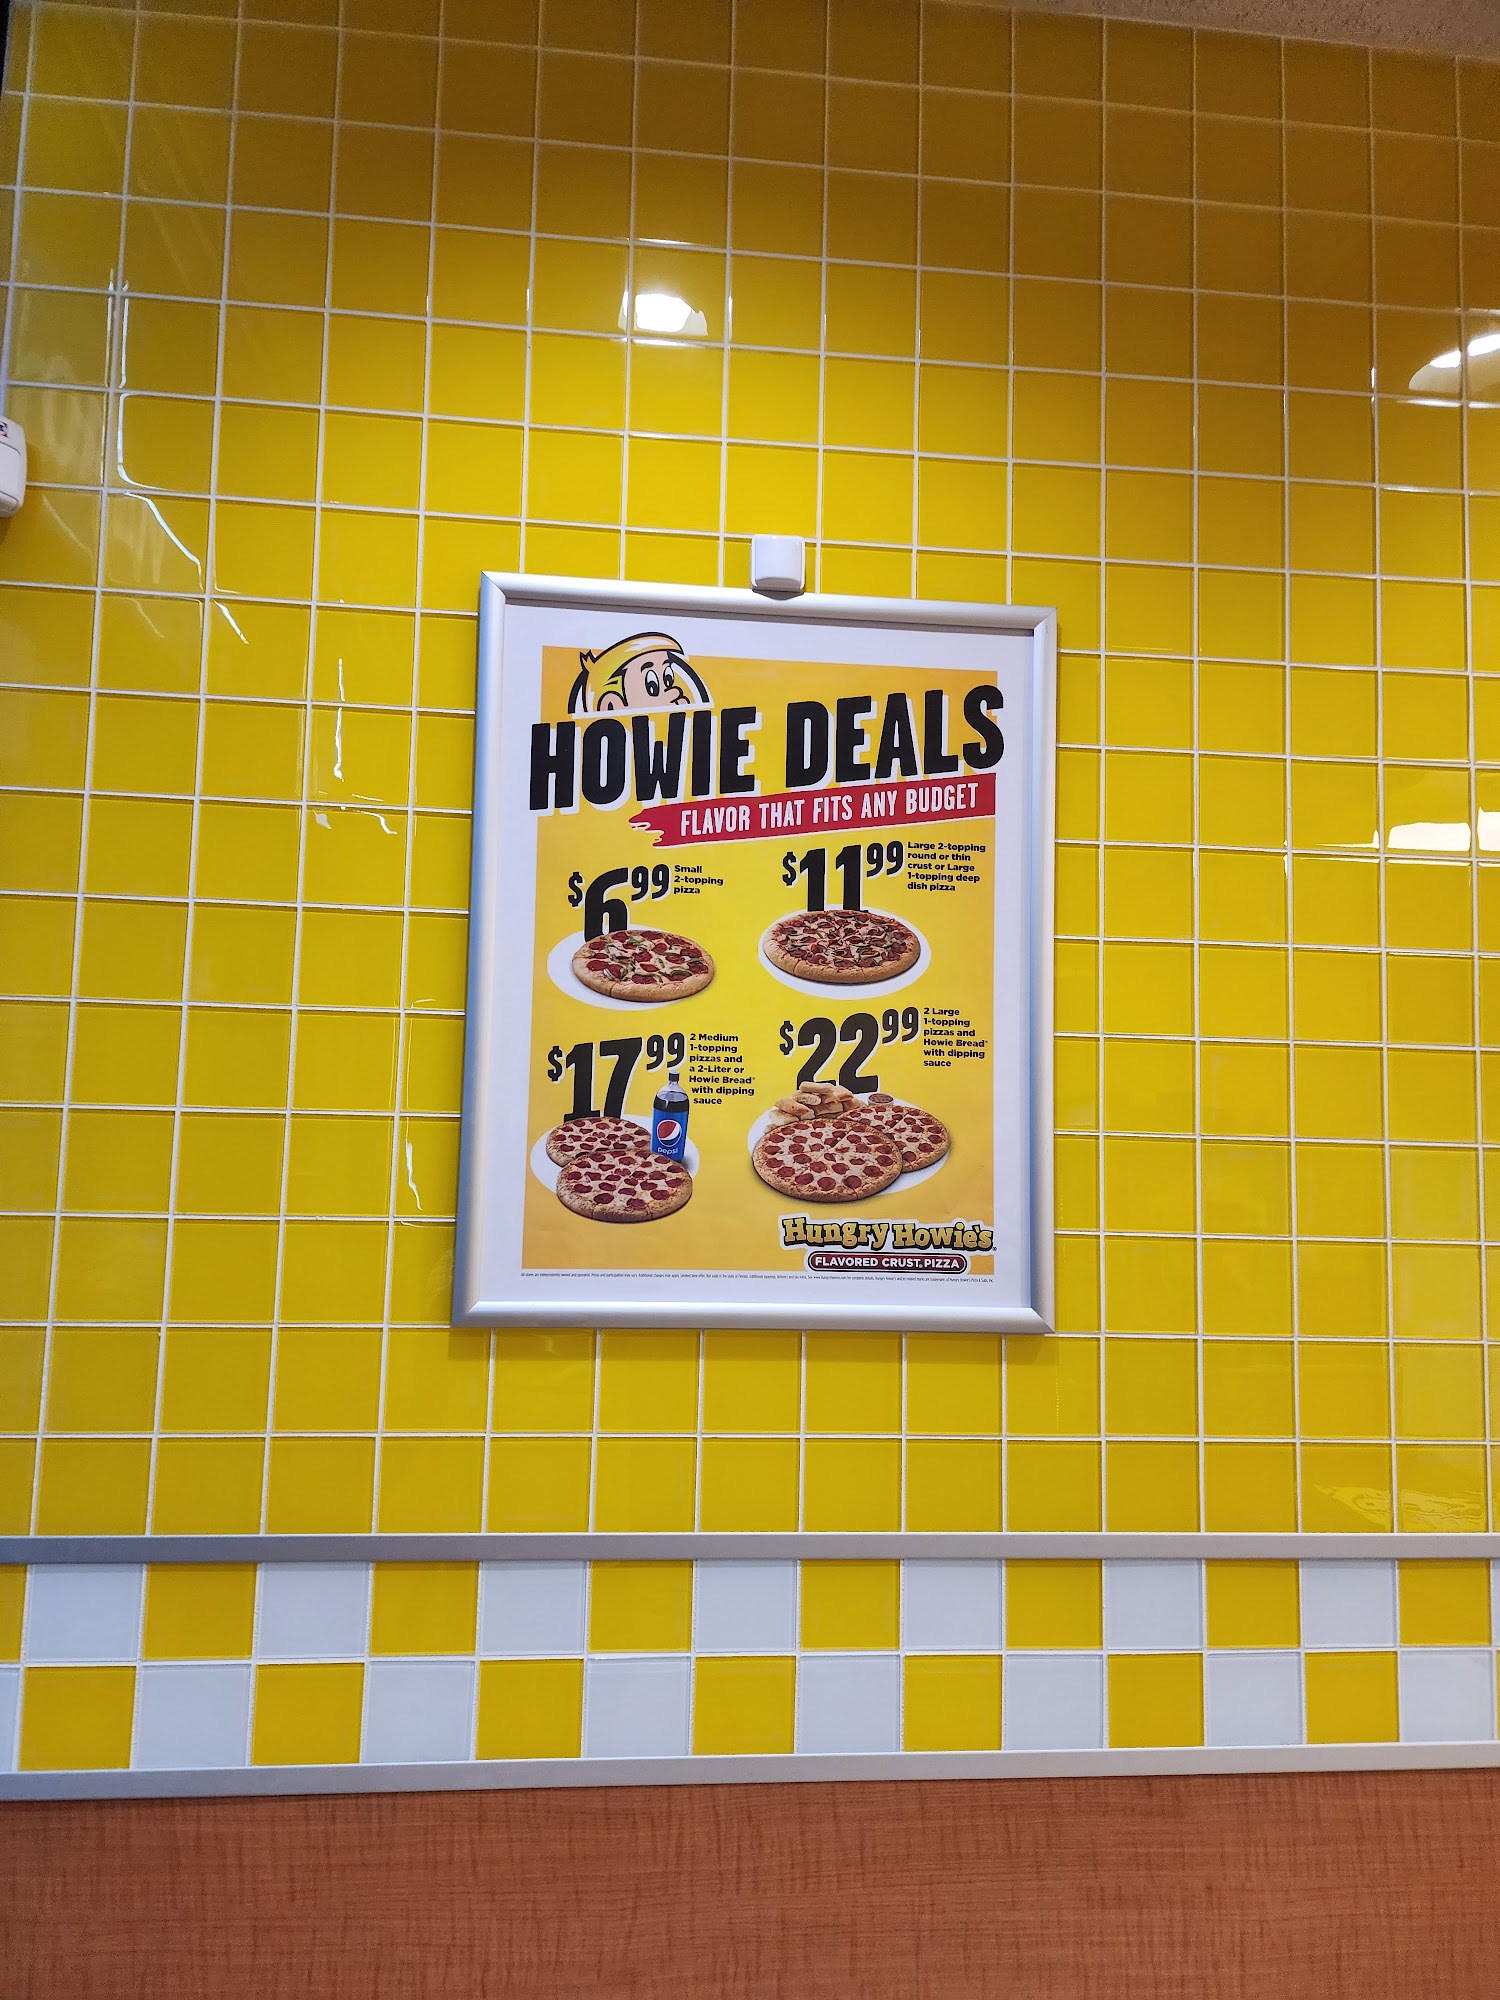 HOWIE DEALS
FLAVOR THAT FITS ANY BUDGET
$6.99
Small
2-topping
pizza
$11.99
Large 2-topping
round or thin
crust or Large
1-topping deep
dish pizza
$17.99
2 Medium
1-topping
pizzas and
a 2-Liter or
Howie Bread®
with dipping
sauce
pepsi
$22.99
2 Large
1-topping
pizzas and
Howie Bread®
with dipping
sauce
Hungry Howie's®
FLAVORED CRUST PIZZA